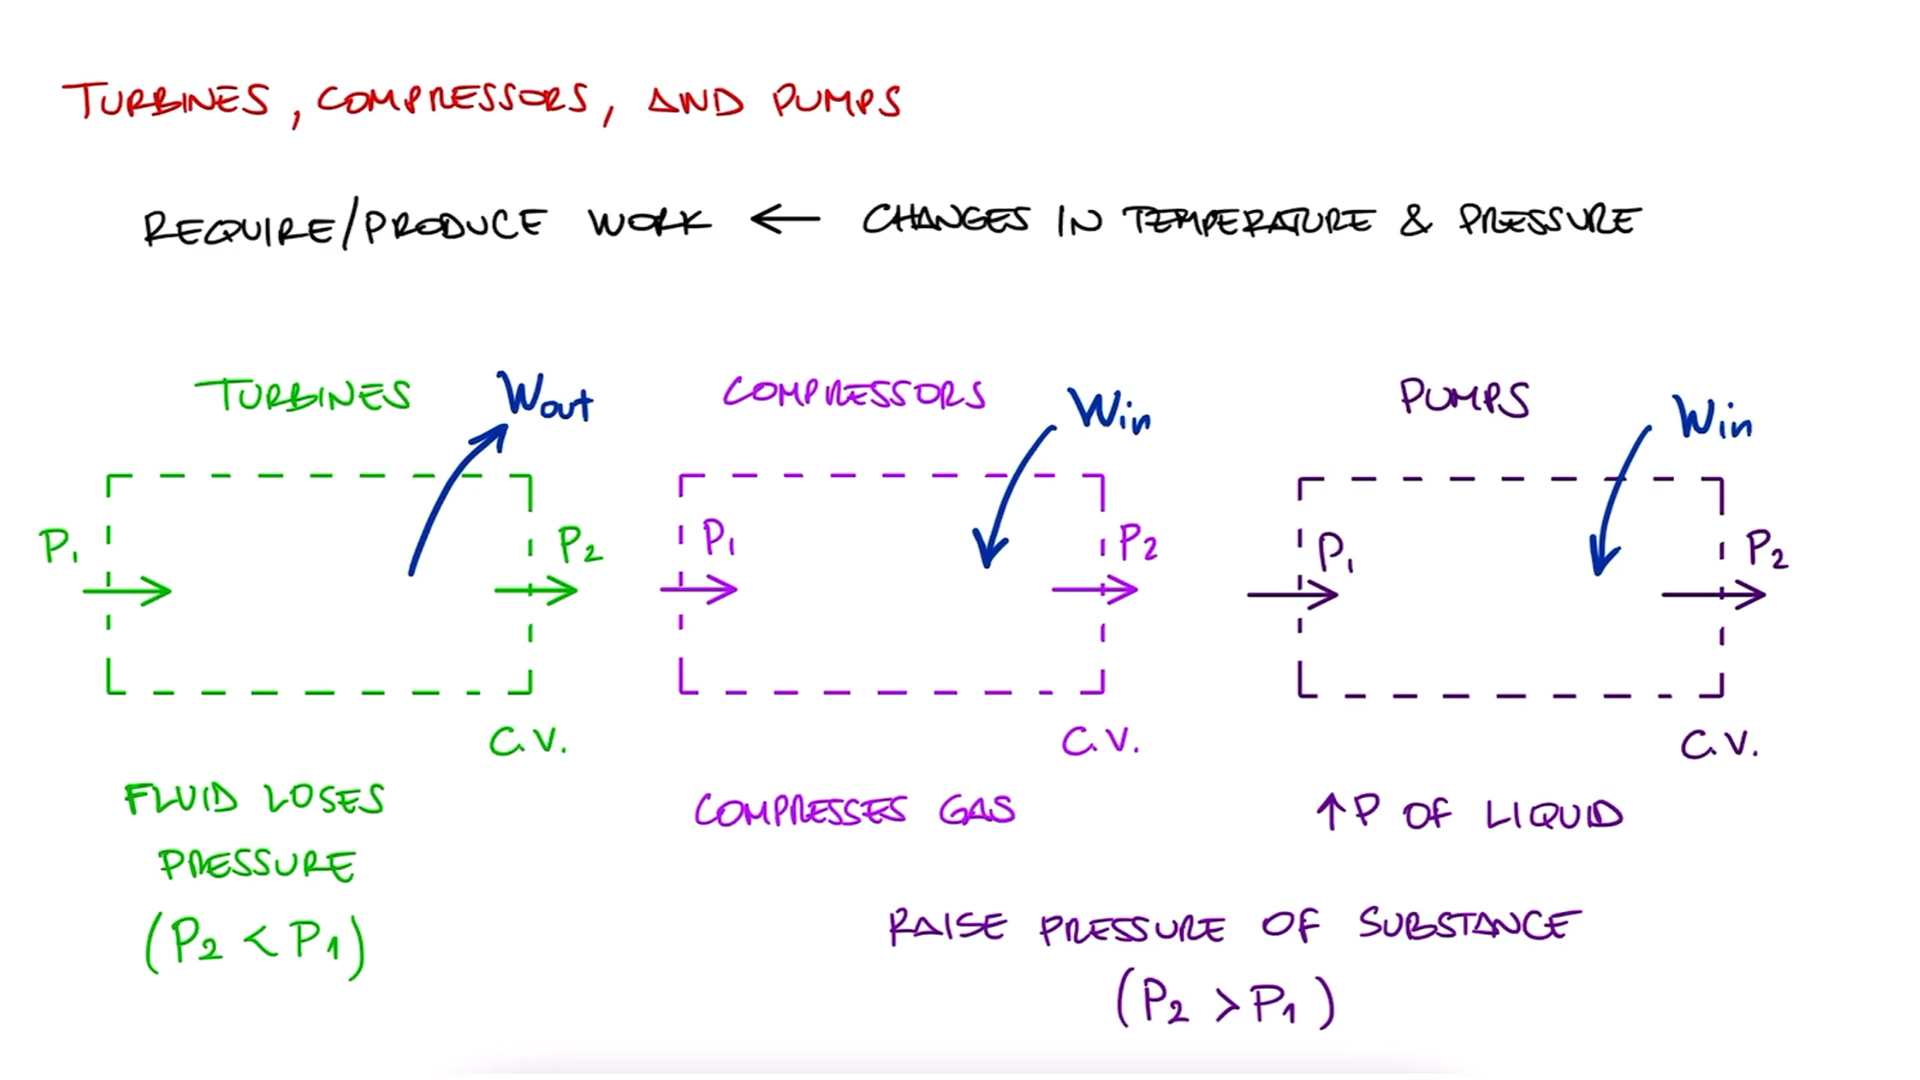 TURBINES, COMPRESSORS, AND PUMPS
REQUIRE/PRODUCE WORK ← CHANGES IN TEMPERATURE & PRESSURE
TURBINES
Wout
P1
P2
C.V.
FLUID LOSES
PRESSURE
(P2 < P1)
COMPRESSORS
Win
P1
P2
C.V.
COMPRESSES GAS
PUMPS
Win
P1
P2
C.V.
↑P OF LIQUID
RAISE PRESSURE OF SUBSTANCE
(P2 > P1)